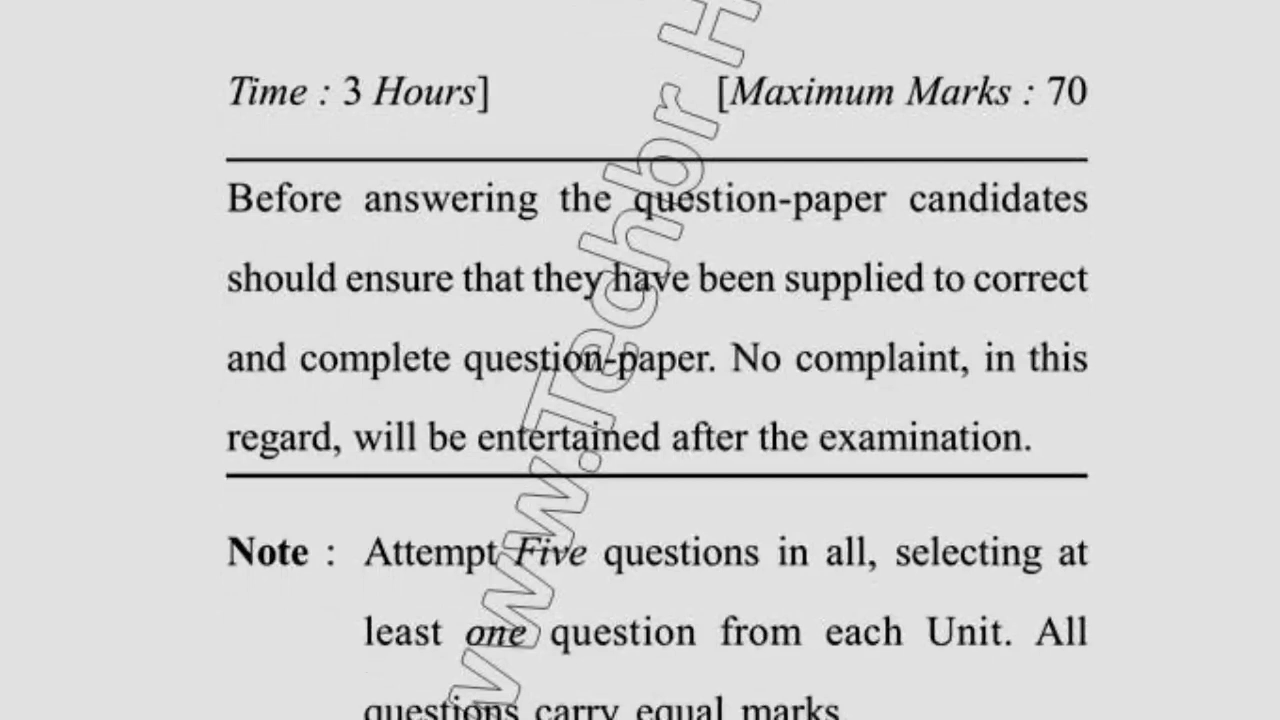 Time : 3 Hours] [Maximum Marks : 70
Before answering the question-paper candidates
should ensure that they have been supplied to correct
and complete question-paper. No complaint, in this
regard, will be entertained after the examination.
Note : Attempt Five questions in all, selecting at
least one question from each Unit. All
questions carry equal marks.
www.Techbr H